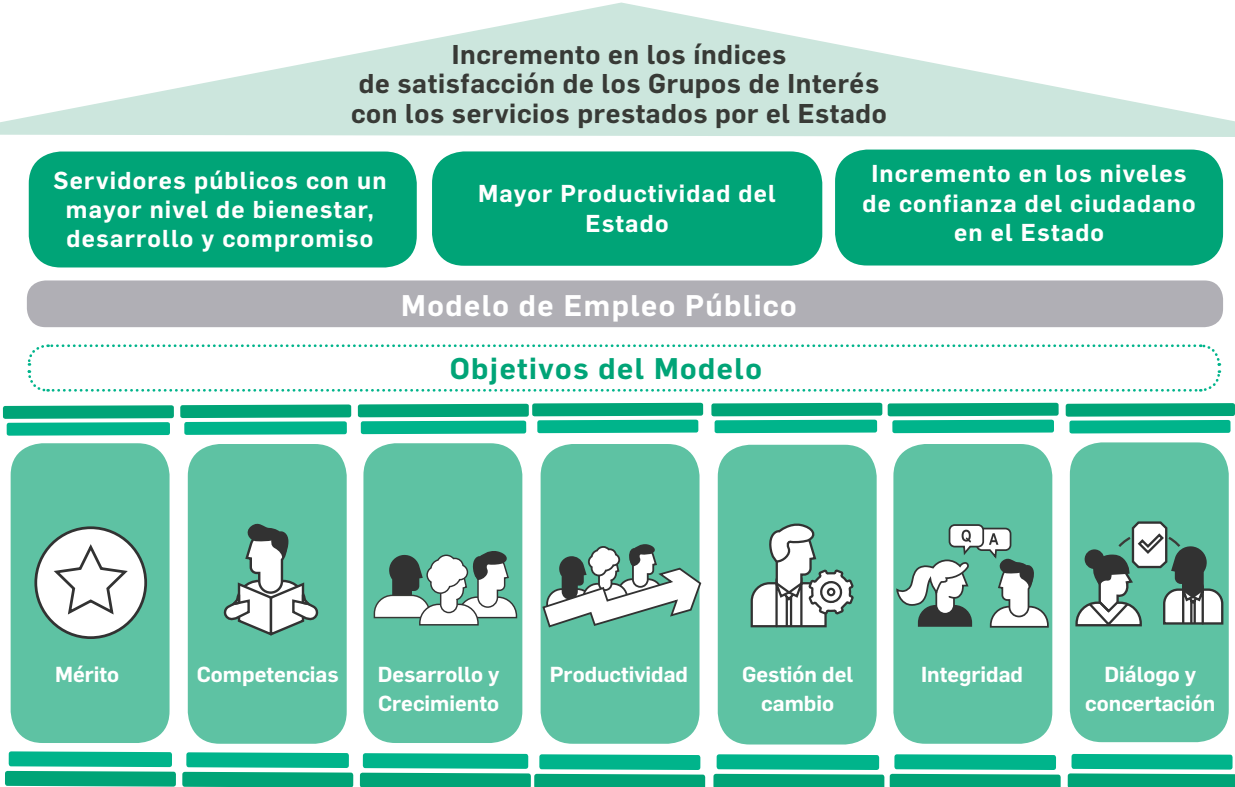 Incremento en los índices
de satisfacción de los Grupos de Interés
con los servicios prestados por el Estado
Servidores públicos con un
mayor nivel de bienestar,
desarrollo y compromiso
Mayor Productividad del
Estado
Incremento en los niveles
de confianza del ciudadano
en el Estado
Modelo de Empleo Público
Objetivos del Modelo
Mérito
Competencias
Desarrollo y
Crecimiento
Productividad
Gestión del
cambio
Q A
Integridad
Diálogo y
concertación